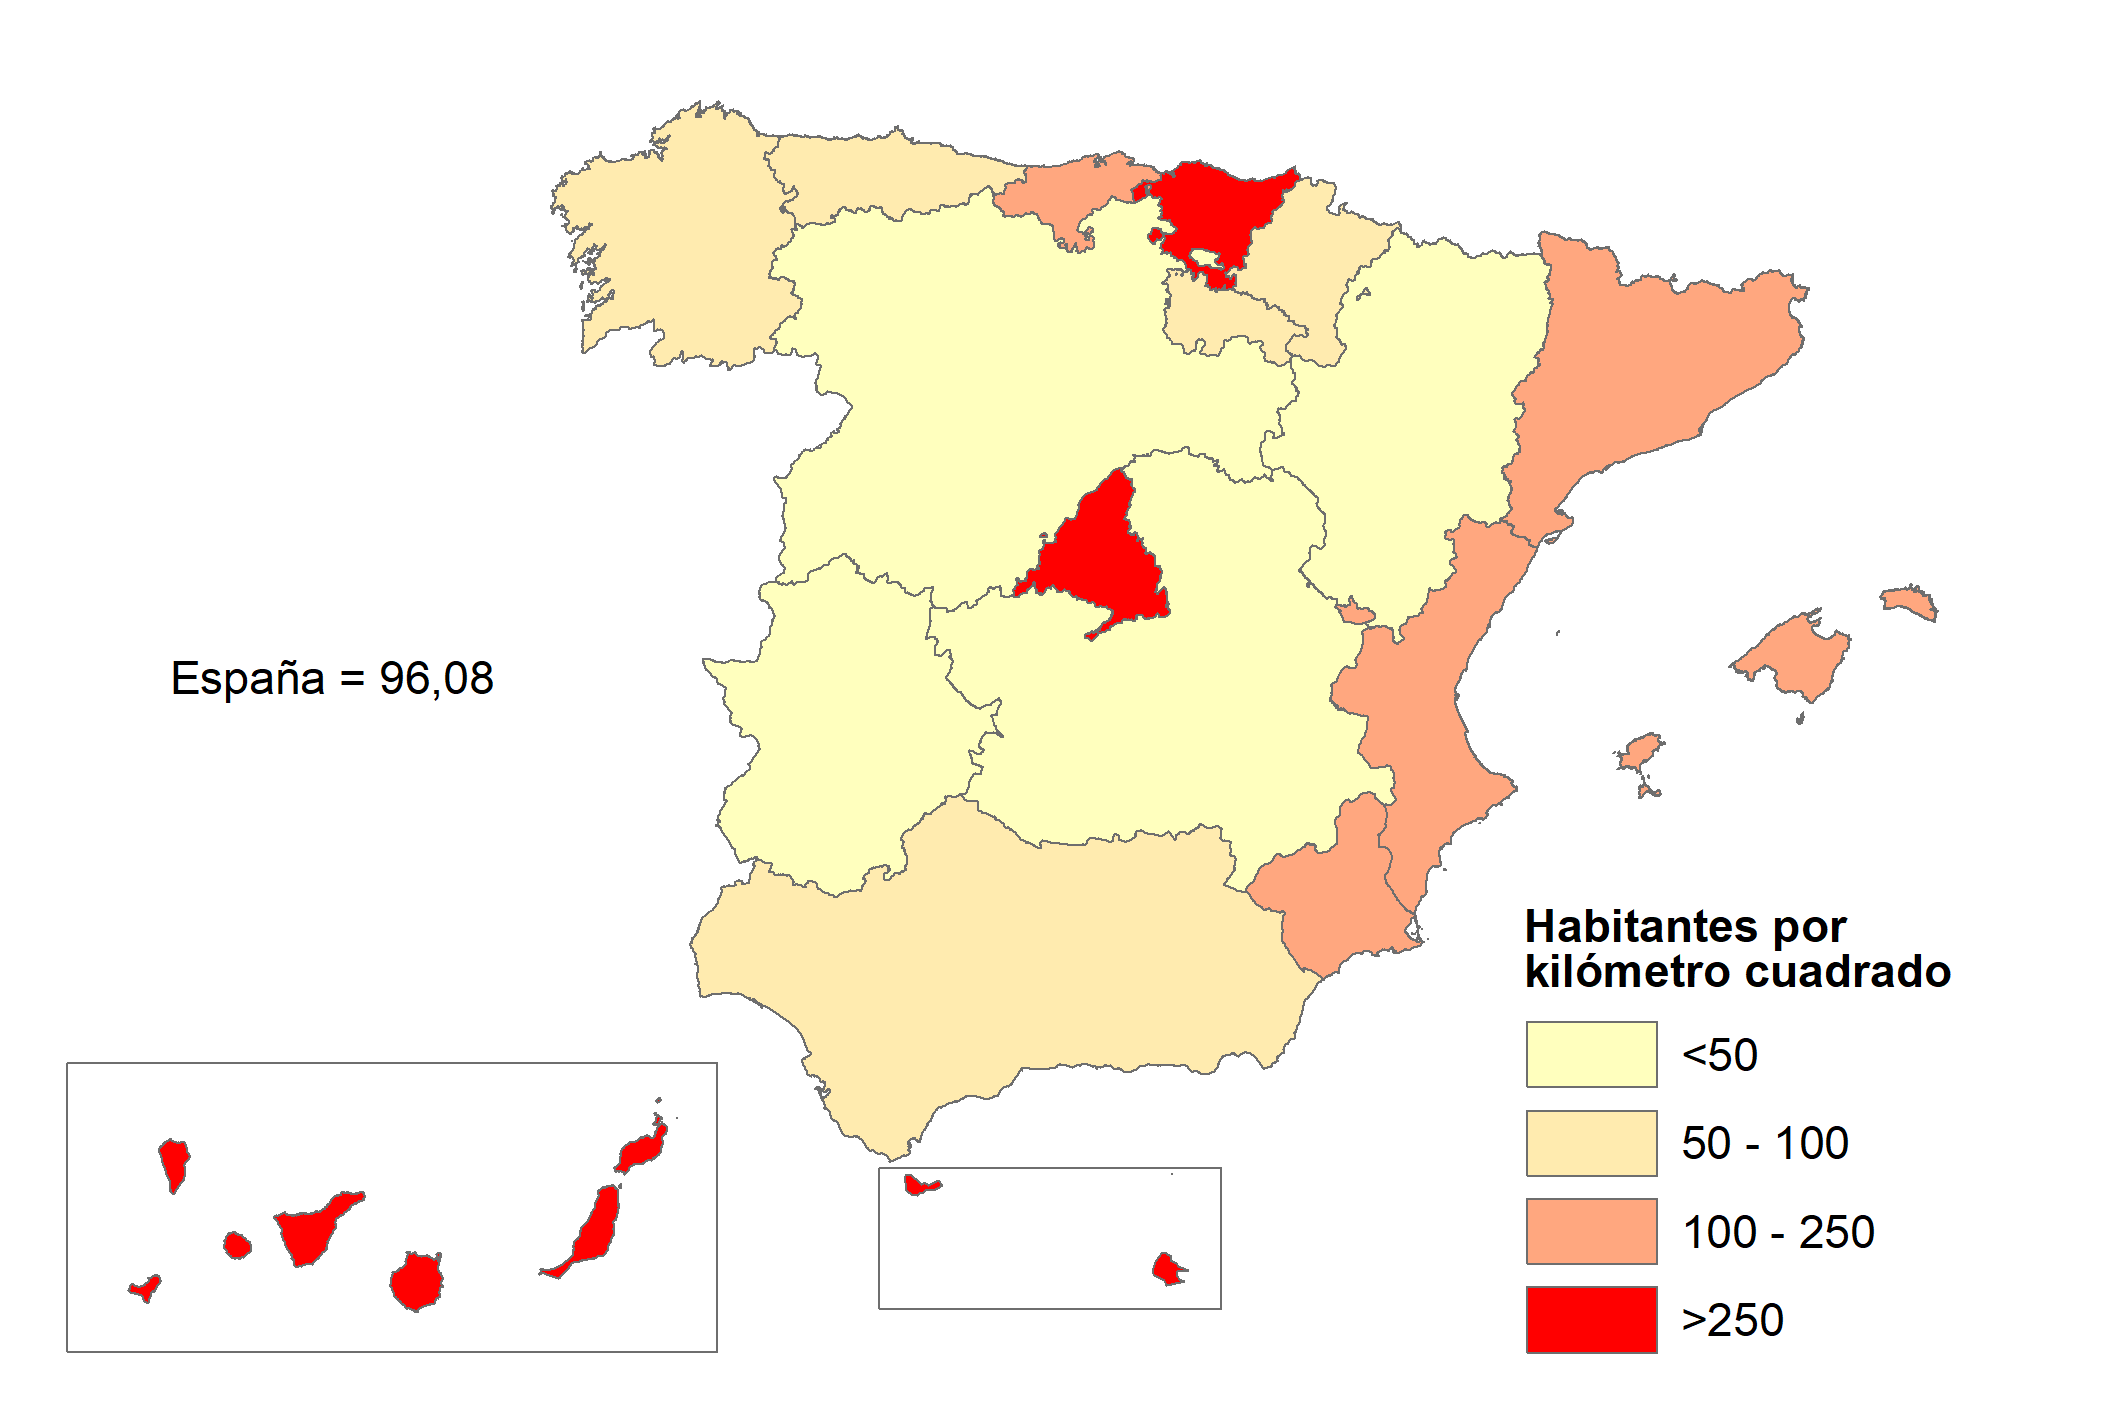 España = 96,08
Habitantes por
kilómetro cuadrado
<50
50 - 100
100 - 250
>250